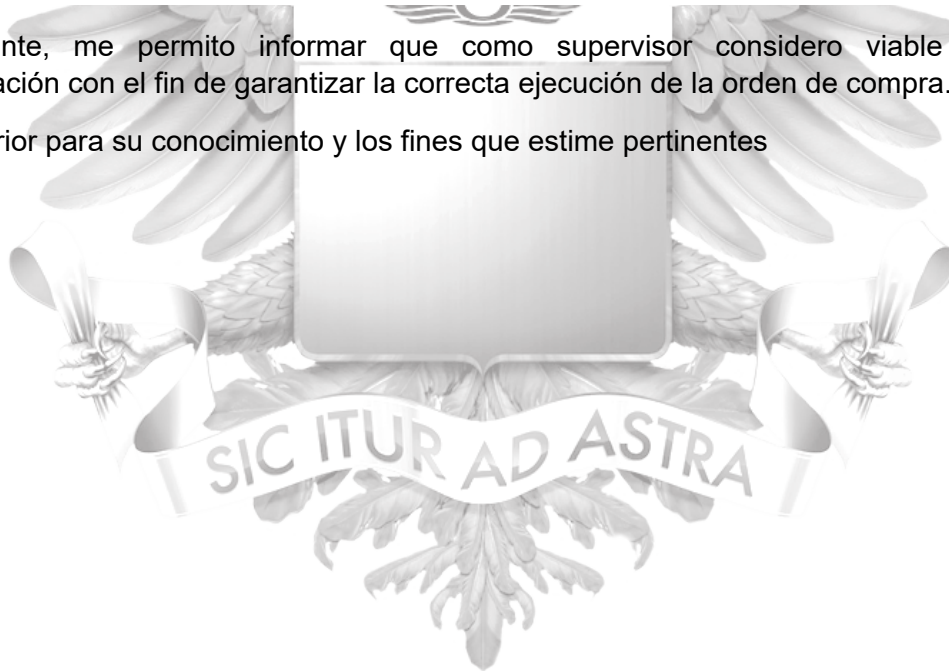 nte, me permito informar que como supervisor considero viable
ación con el fin de garantizar la correcta ejecución de la orden de compra.
rior para su conocimiento y los fines que estime pertinentes
SIC ITUR AD ASTRA